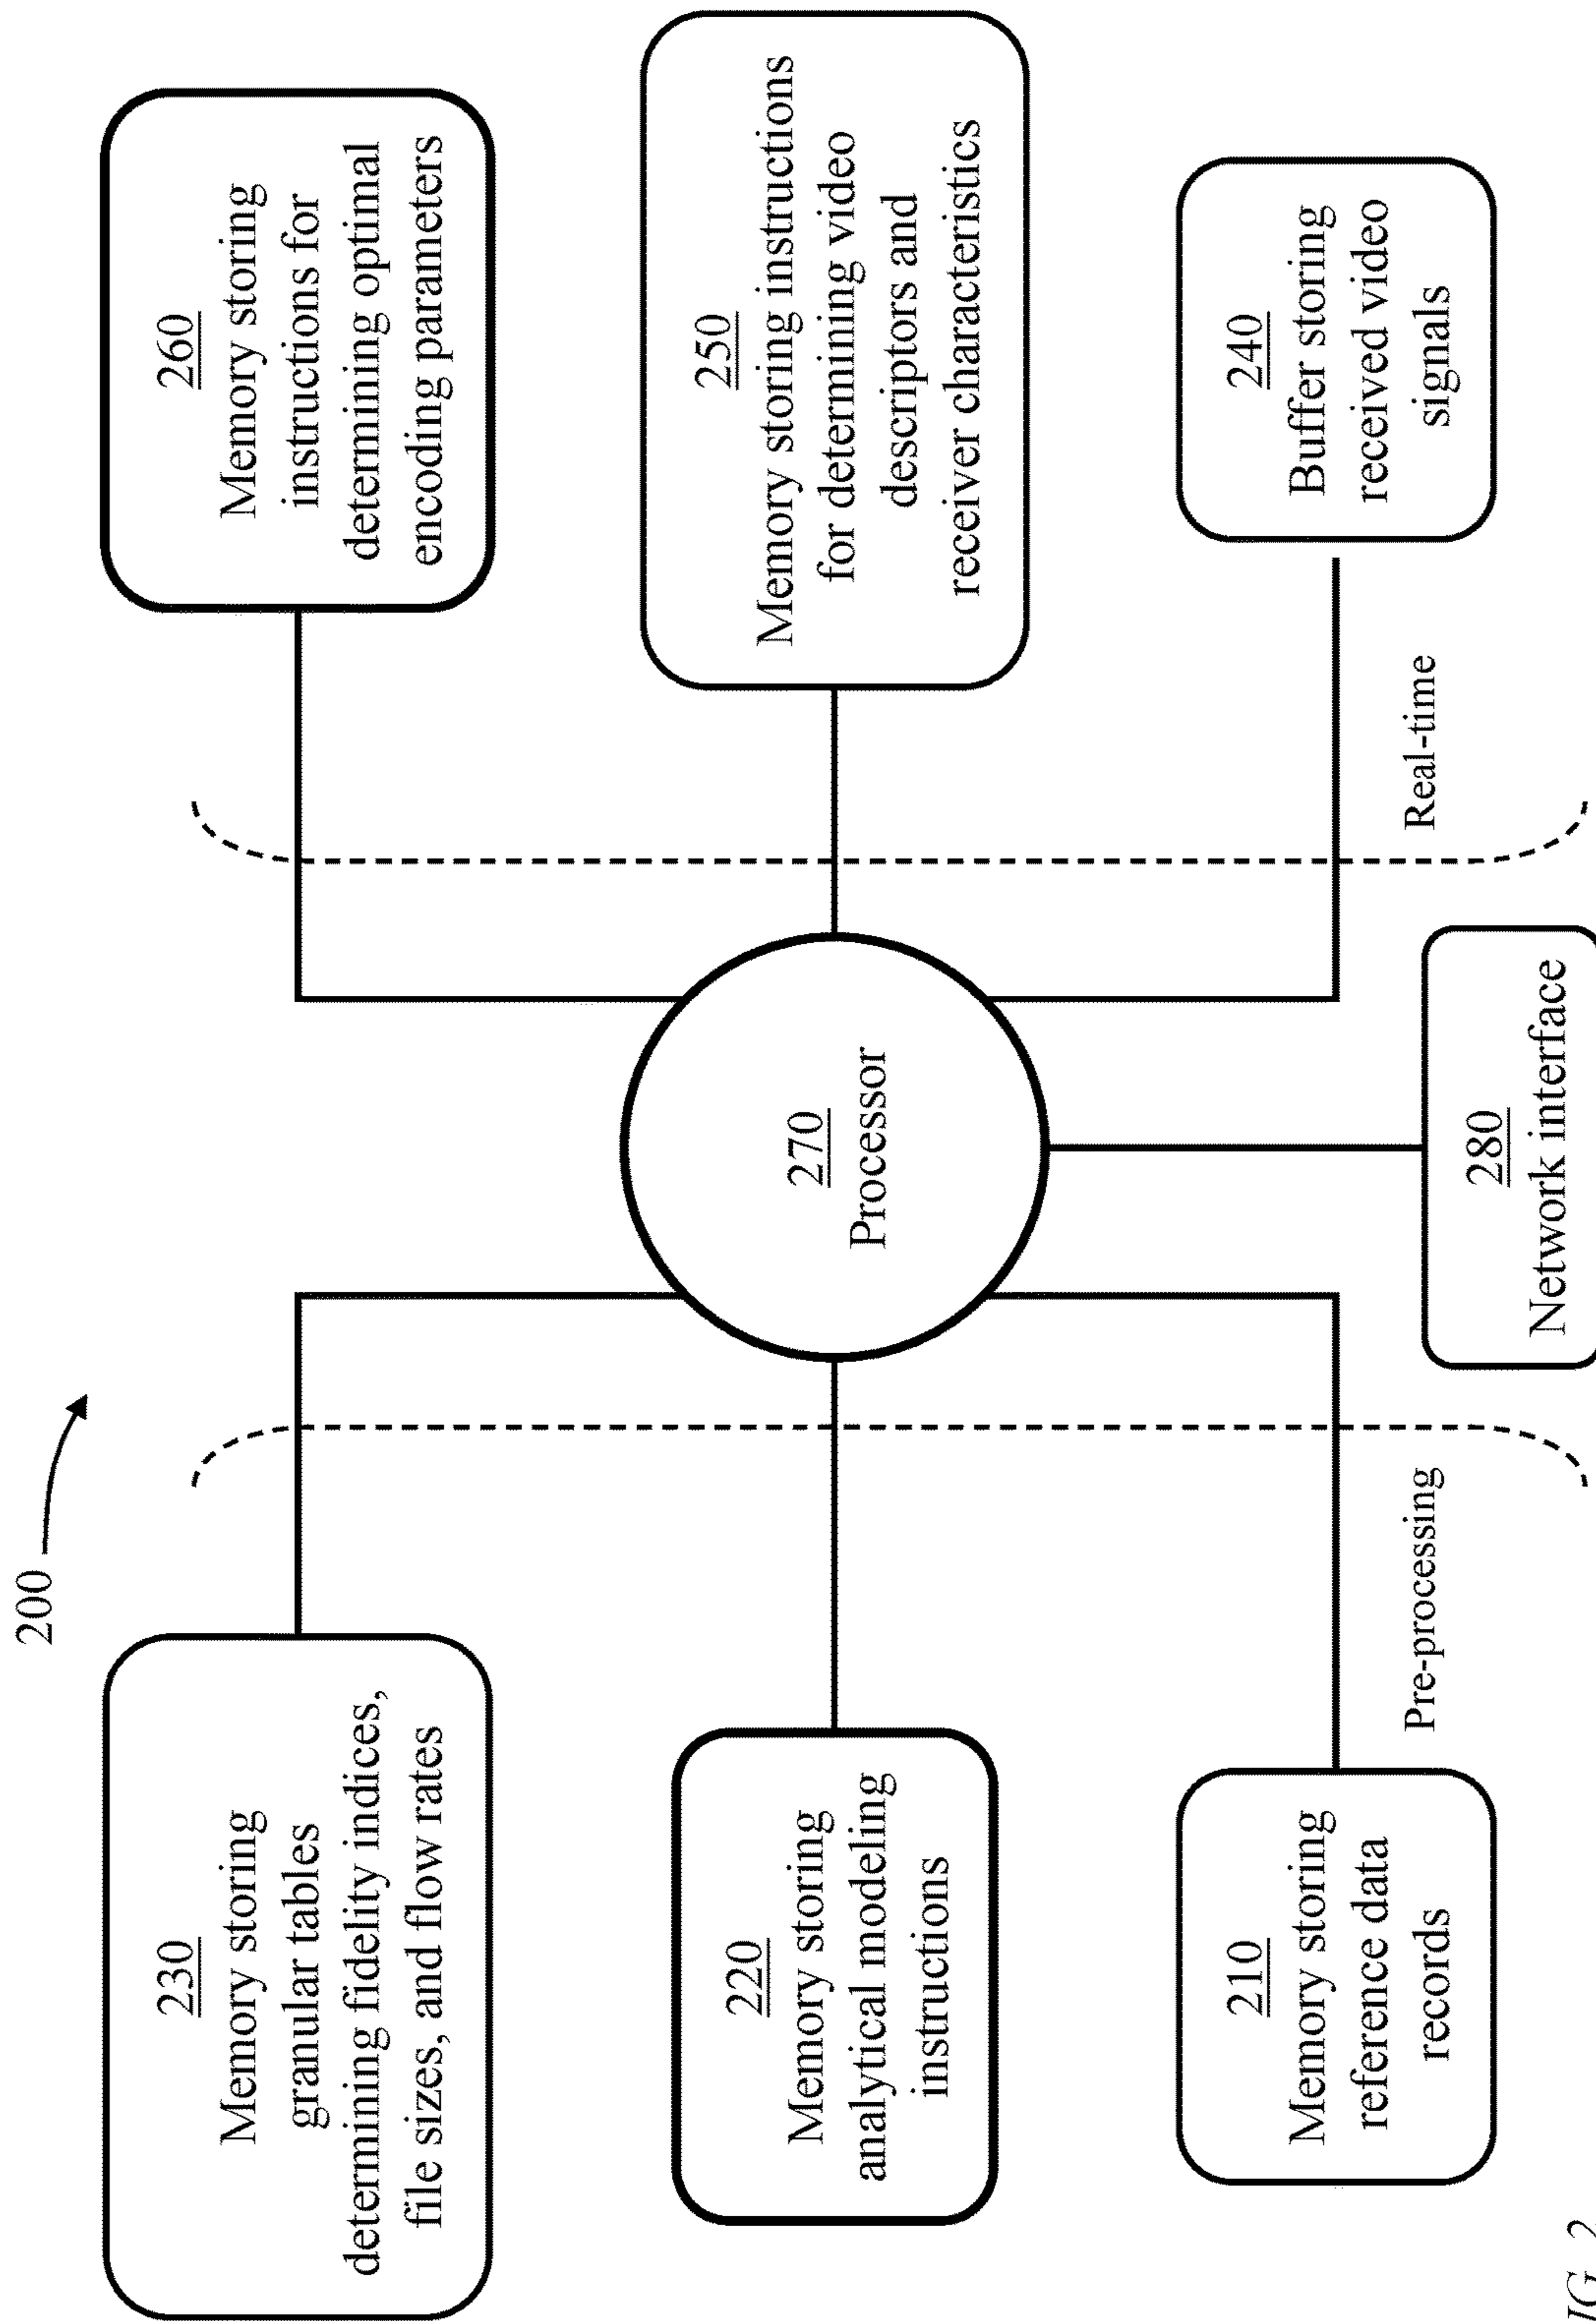 200
230
Memory storing
granular tables
determining fidelity indices,
file sizes, and flow rates
260
Memory storing
instructions for
determining optimal
encoding parameters
220
Memory storing
analytical modeling
instructions
270
Processor
250
Memory storing instructions
for determining video
descriptors and
receiver characteristics
210
Memory storing
reference data
records
240
Buffer storing
received video
signals
Pre-processing
Real-time
280
Network interface
IG. 2